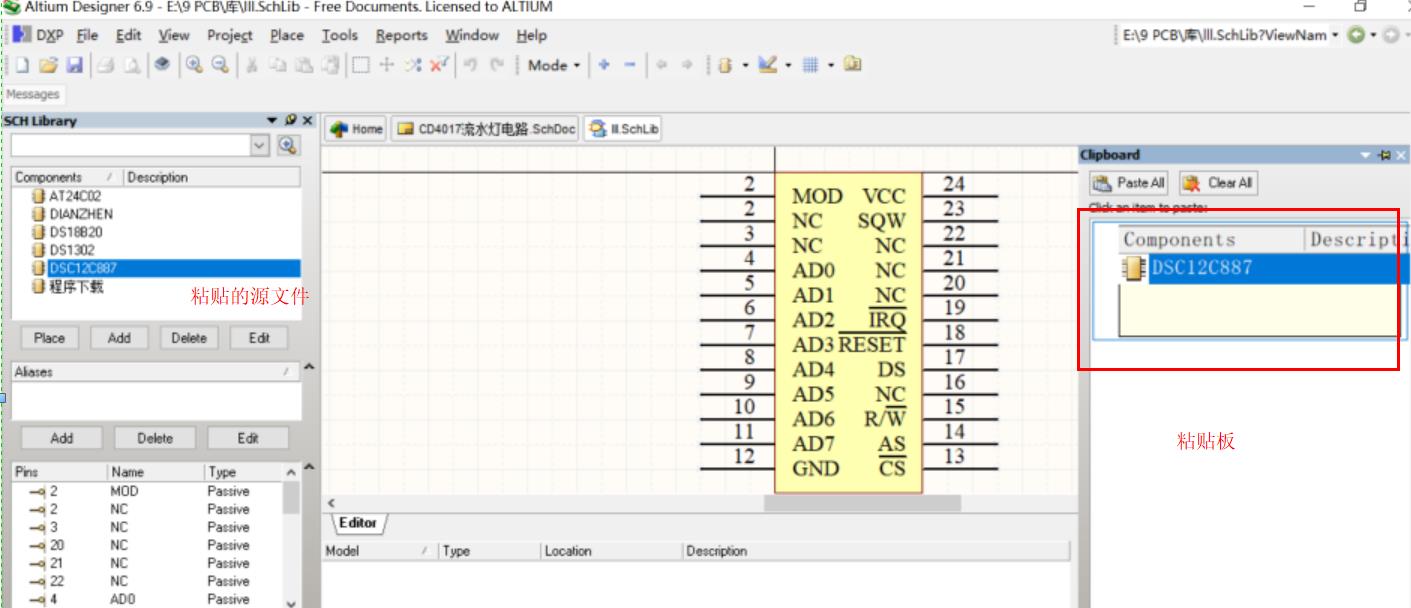 Altium Designer 6.9 - E:\9 PCB\库\lll.SchLib - Free Documents. Licensed to ALTIUM
DXP File Edit View Project Place Tools Reports Window Help
E:\9 PCB\库\lll.SchLib?ViewNam
Mode
Messages
SCH Library
Home CD4017流水灯电路.SchDoc lll.SchLib
Clipboard
Paste All Clear All
Click an item to paste:
Components Description
AT24C02
DIANZHEN
DS18B20
DS1302
DSC12C887
程序下载
粘贴的源文件
Place Add Delete Edit
Aliases
Add Delete Edit
Pins Name Type
2 MOD Passive
2 NC Passive
3 NC Passive
20 NC Passive
21 NC Passive
22 NC Passive
4 AD0 Passive
2 MOD VCC 24
2 NC SQW 23
3 NC NC 22
4 AD0 NC 21
5 AD1 NC 20
6 AD2 IRQ 19
7 AD3 RESET 18
8 AD4 DS 17
9 AD5 NC 16
10 AD6 R/W 15
11 AD7 AS 14
12 GND CS 13
Editor
Model Type Location Description
Components Descripti
DSC12C887
粘贴板